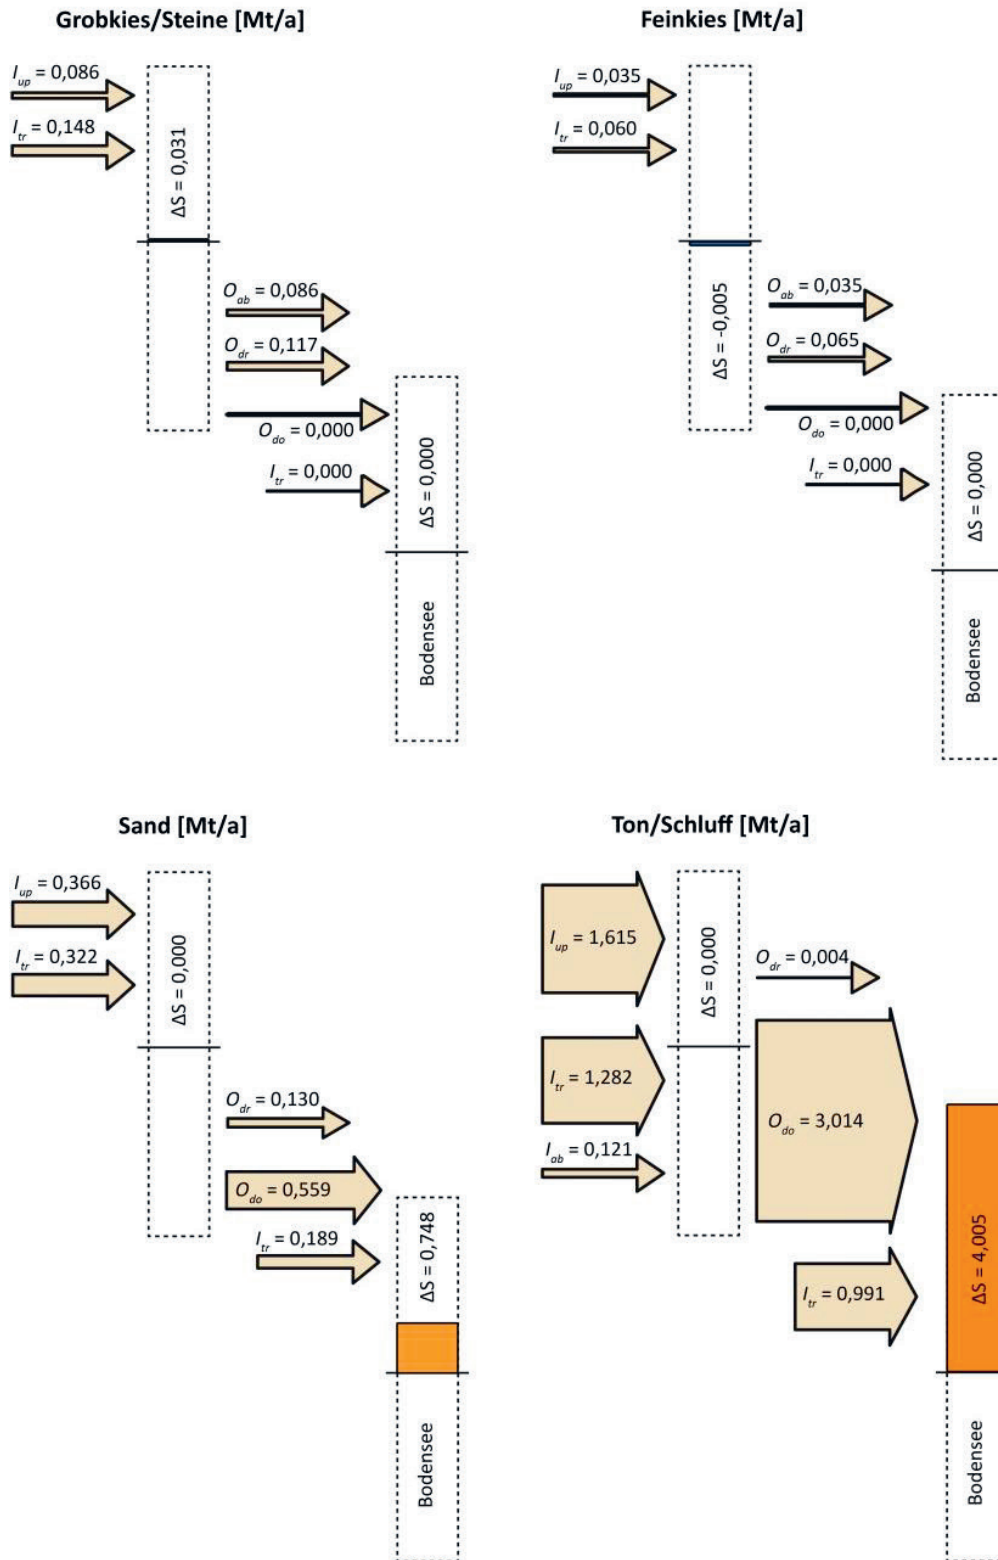 Grobkies/Steine [Mt/a]
I_up = 0,086
I_tr = 0,148
ΔS = 0,031
O_ab = 0,086
O_dr = 0,117
O_do = 0,000
I_tr = 0,000
ΔS = 0,000
Bodensee
Feinkies [Mt/a]
I_up = 0,035
I_tr = 0,060
ΔS = -0,005
O_ab = 0,035
O_dr = 0,065
O_do = 0,000
I_tr = 0,000
ΔS = 0,000
Bodensee
Sand [Mt/a]
I_up = 0,366
I_tr = 0,322
ΔS = 0,000
O_dr = 0,130
O_do = 0,559
I_tr = 0,189
ΔS = 0,748
Bodensee
Ton/Schluff [Mt/a]
I_up = 1,615
I_tr = 1,282
I_ab = 0,121
ΔS = 0,000
O_dr = 0,004
O_do = 3,014
I_tr = 0,991
ΔS = 4,005
Bodensee